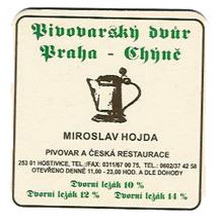 Pivovarský dvůr
Praha - Chýně
MIROSLAV HOJDA
PIVOVAR A ČESKÁ RESTAURACE
253 01 HOSTIVICE, TEL./FAX: 0311/67 00 75, TEL.: 0602/37 42 58
OTEVŘENO DENNĚ 11,00 - 23,00 HOD. A DLE DOHODY
Dvorní ležák 10 %
Dvorní ležák 12 % Dvorní ležák 14 %